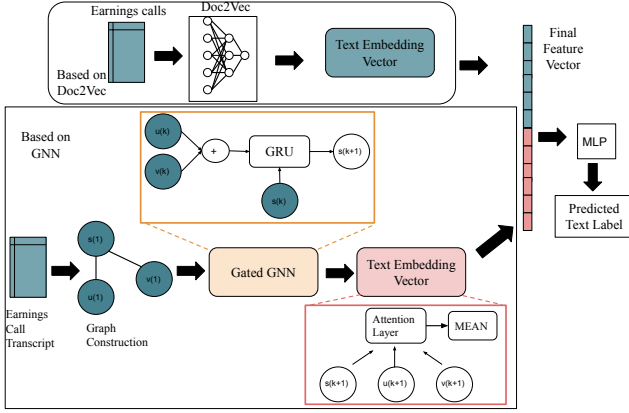 Earnings calls
Doc2Vec
Based on
Doc2Vec
Text Embedding
Vector
Final
Feature
Vector
Based on
GNN
u(k)
v(k)
+
GRU
s(k+1)
s(k)
MLP
Predicted
Text Label
s(1)
u(1)
v(1)
Gated GNN
Text Embedding
Vector
Earnings
Call
Transcript
Graph
Construction
Attention
Layer
MEAN
s(k+1)
u(k+1)
v(k+1)